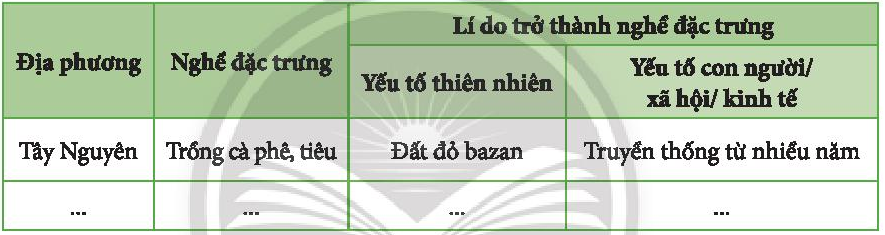 Địa phương
Nghề đặc trưng
Lí do trở thành nghề đặc trưng
Yếu tố thiên nhiên
Yếu tố con người/
xã hội/ kinh tế
Tây Nguyên
Trồng cà phê, tiêu
Đất đỏ bazan
Truyền thống từ nhiều năm
...
...
...
...